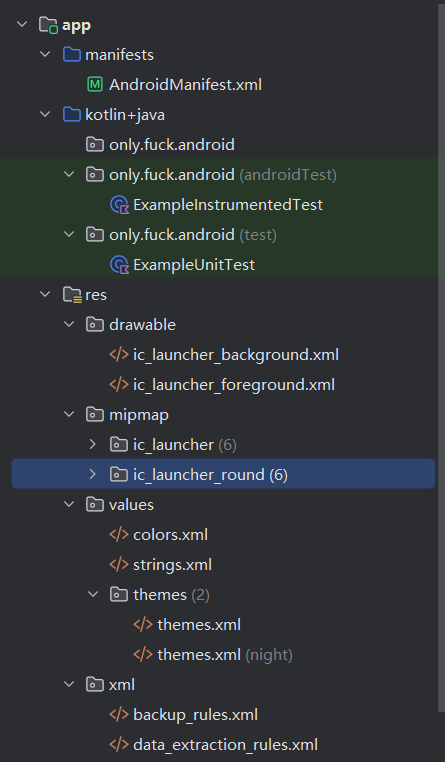 app
manifests
AndroidManifest.xml
kotlin+java
only.fuck.android
only.fuck.android (androidTest)
ExampleInstrumentedTest
only.fuck.android (test)
ExampleUnitTest
res
drawable
ic_launcher_background.xml
ic_launcher_foreground.xml
mipmap
ic_launcher (6)
ic_launcher_round (6)
values
colors.xml
strings.xml
themes (2)
themes.xml
themes.xml (night)
xml
backup_rules.xml
data_extraction_rules.xml